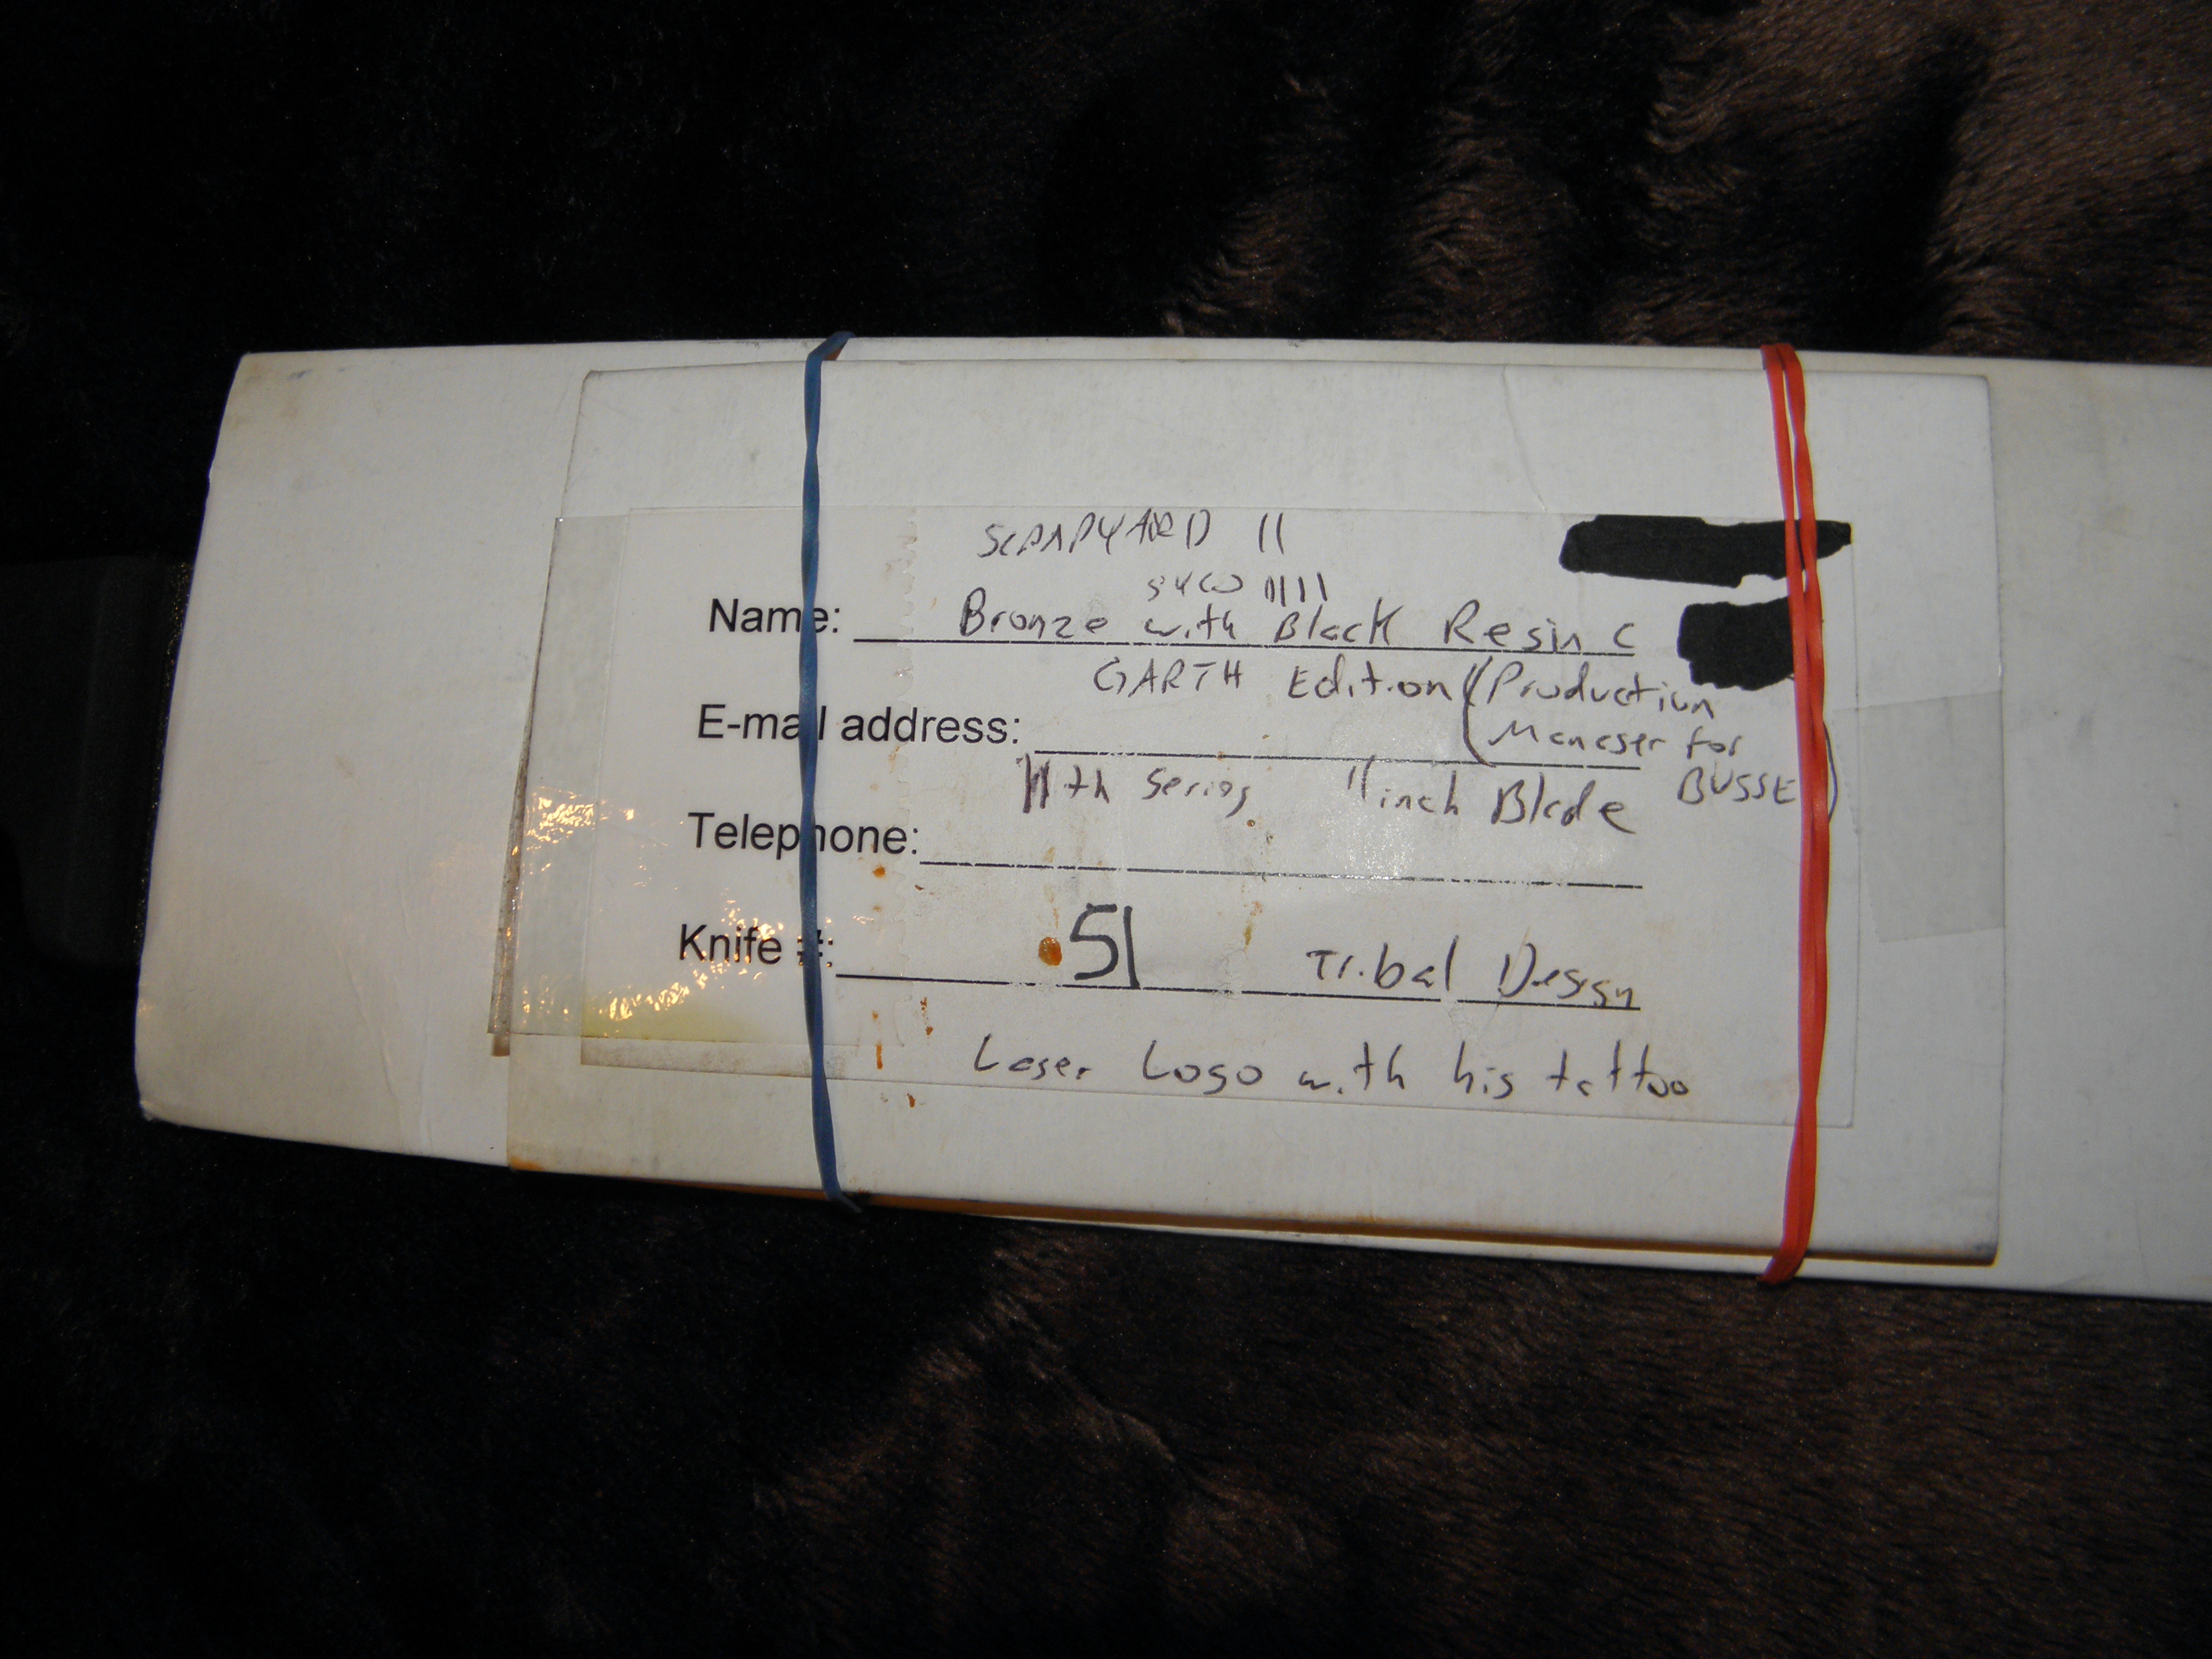 SCRAPYARD 11
SYCO 1111
Name: Bronze with Black Resin C
GARTH Edition (Production
E-mail address: Maneger for
11th Series 11 inch Blade BUSSE)
Telephone:
Knife #: 51 Tribal Design
Laser Logo with his tattoo